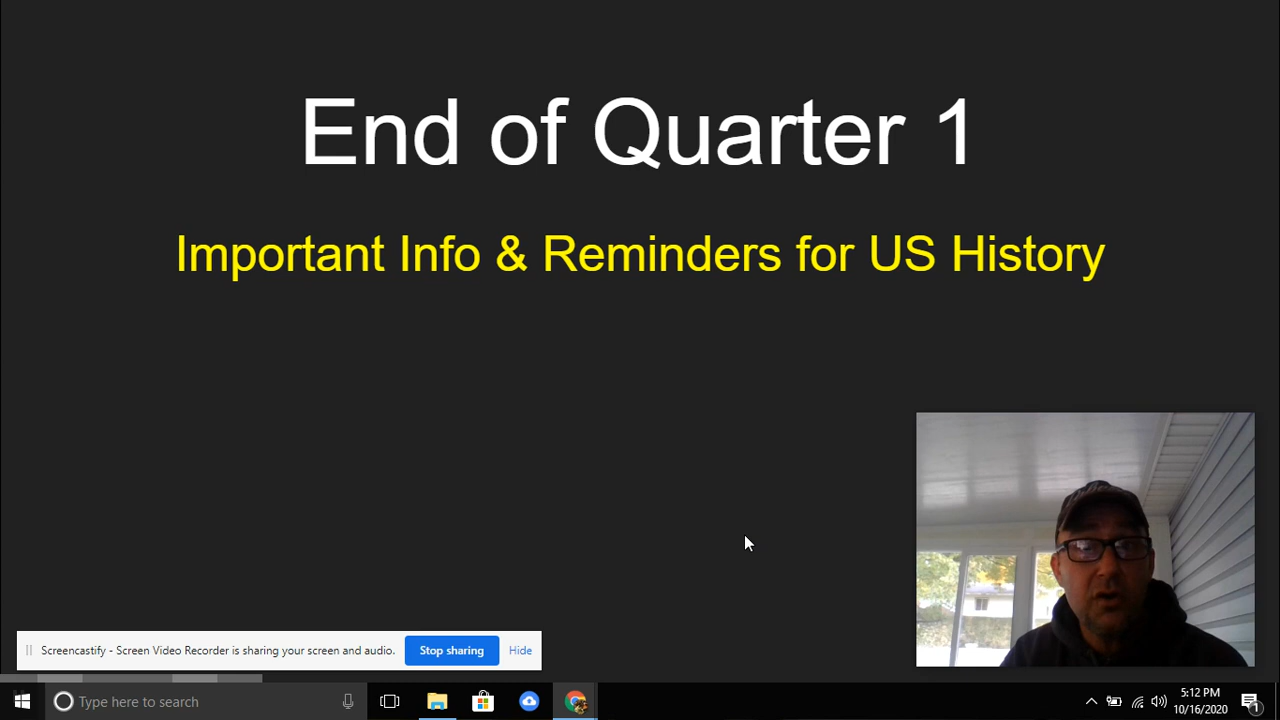 End of Quarter 1
Important Info & Reminders for US History
Screencastify - Screen Video Recorder is sharing your screen and audio.
Stop sharing
Hide
Type here to search
5:12 PM
10/16/2020
1